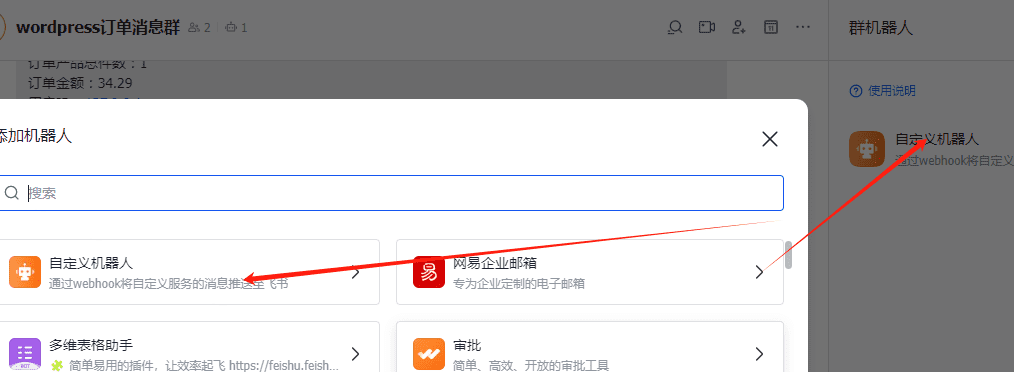 wordpress订单消息群 2 1
群机器人
订单产品总件数：1
订单金额：34.29
使用说明
添加机器人
自定义机器人
通过webhook将自定义
搜索
自定义机器人
通过webhook将自定义服务的消息推送至飞书
易
网易企业邮箱
专为企业定制的电子邮箱
多维表格助手
简单易用的插件，让效率起飞 https://feishu.feish...
审批
简单、高效、开放的审批工具